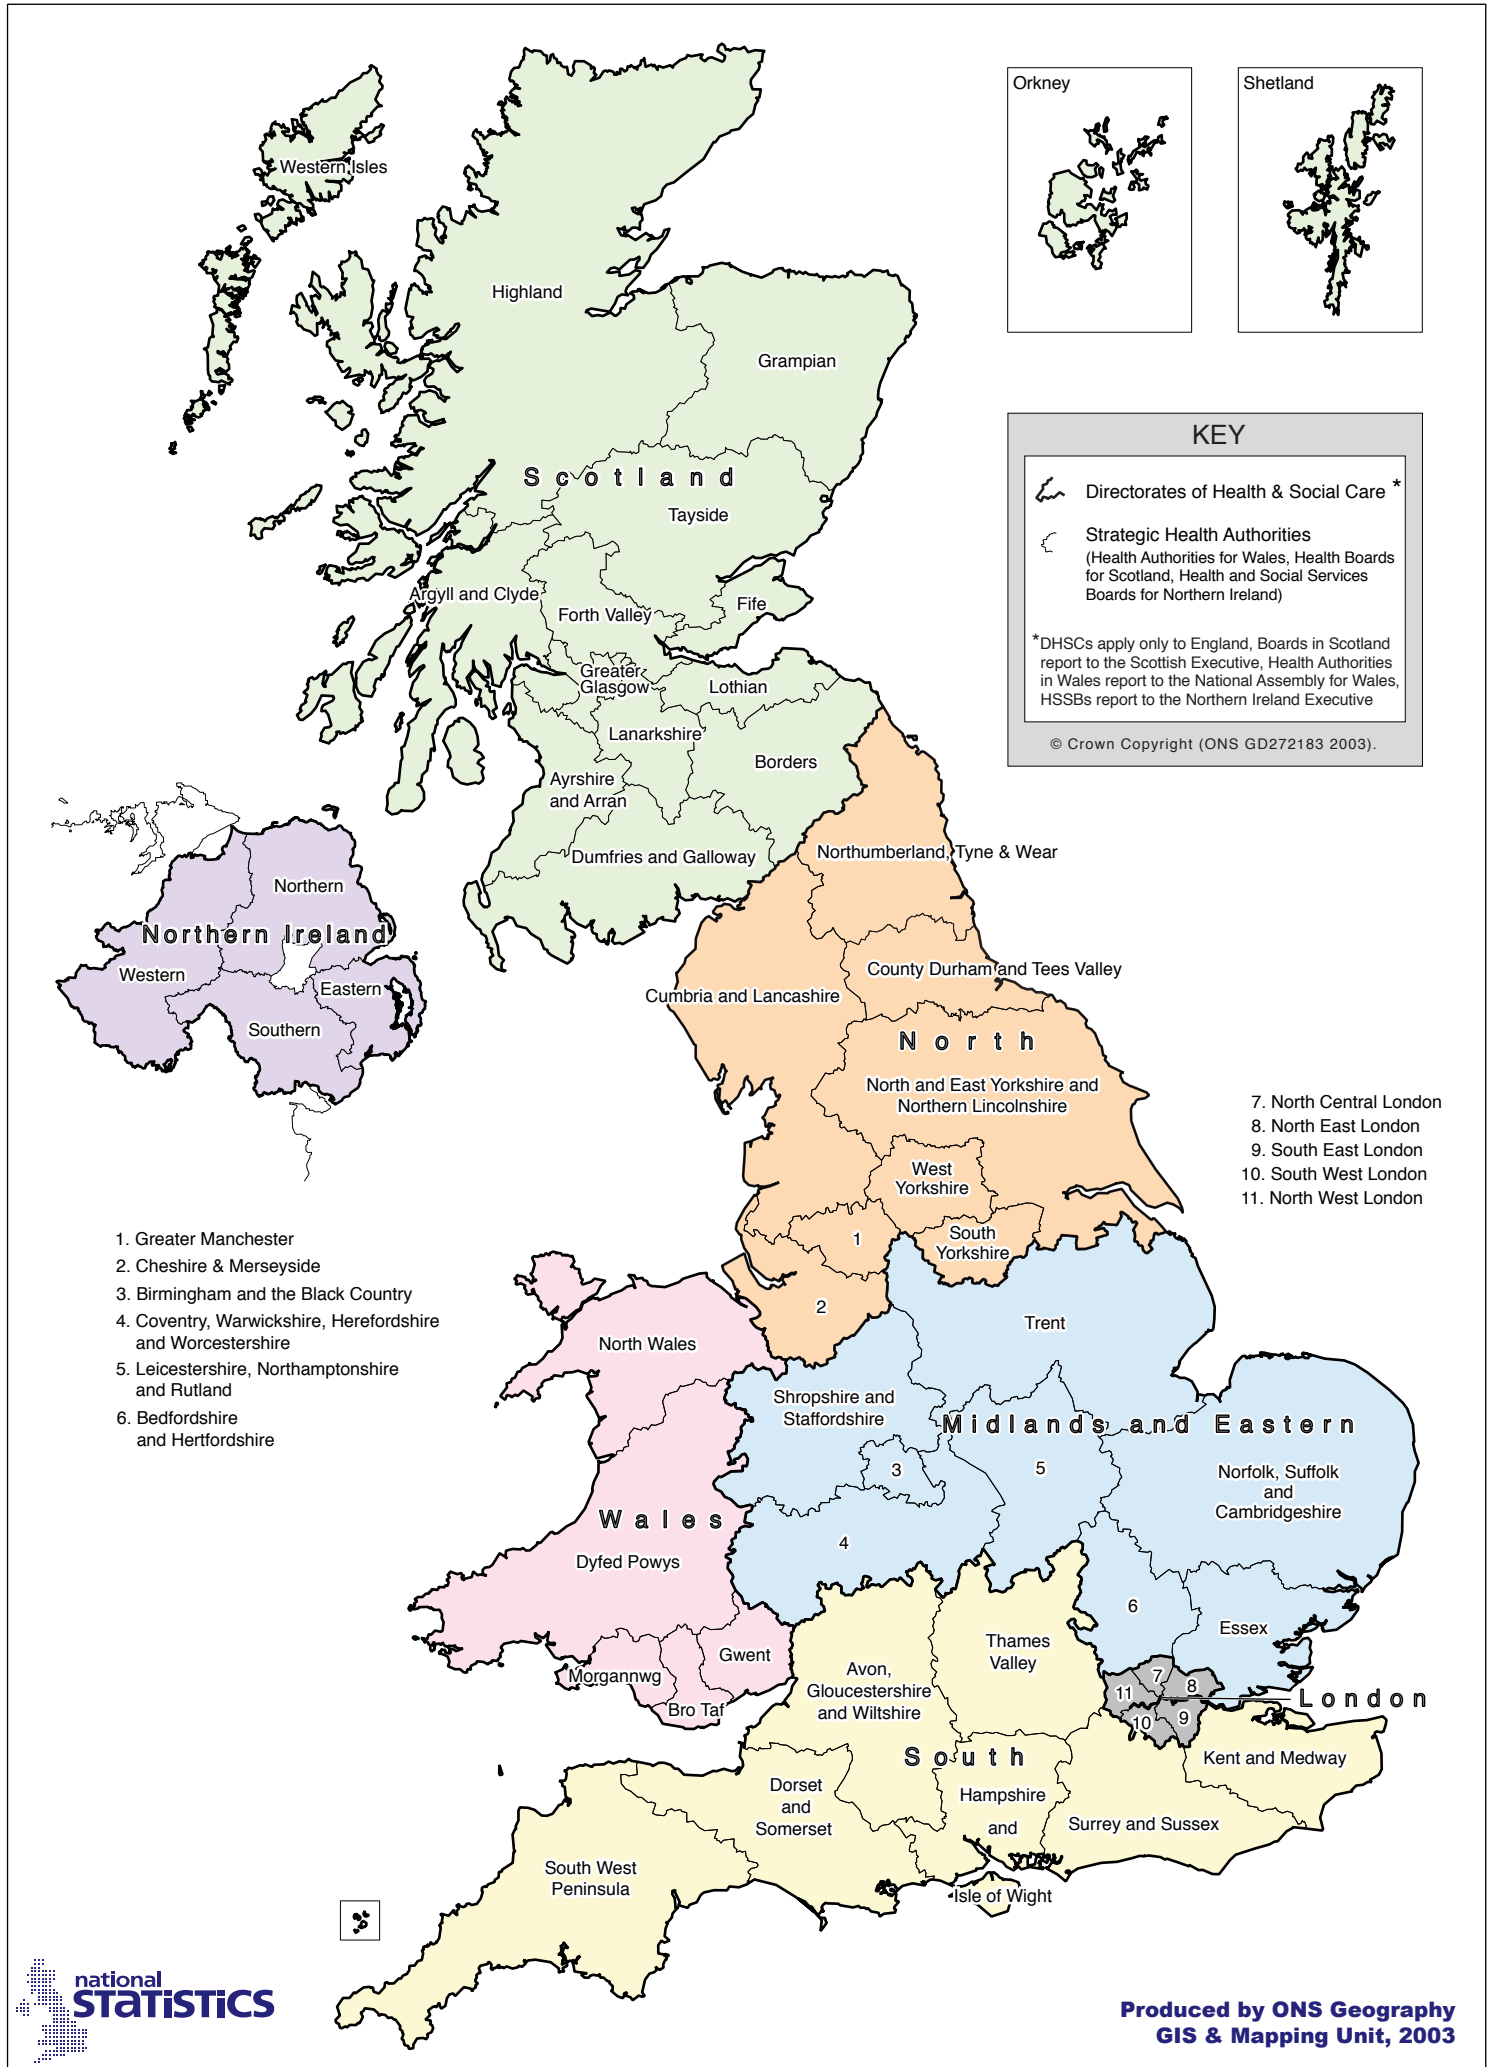 Orkney
Shetland
Western Isles
Highland
Grampian
KEY
Directorates of Health & Social Care *
Strategic Health Authorities
(Health Authorities for Wales, Health Boards
for Scotland, Health and Social Services
Boards for Northern Ireland)
*DHSCs apply only to England, Boards in Scotland
report to the Scottish Executive, Health Authorities
in Wales report to the National Assembly for Wales,
HSSBs report to the Northern Ireland Executive
© Crown Copyright (ONS GD272183 2003).
Scotland
Tayside
Argyll and Clyde
Forth Valley
Fife
Greater
Glasgow
Lothian
Lanarkshire
Borders
Ayrshire
and Arran
Dumfries and Galloway
Northumberland, Tyne & Wear
Northern
Northern Ireland
Western
Eastern
Southern
County Durham and Tees Valley
Cumbria and Lancashire
North
North and East Yorkshire and
Northern Lincolnshire
West
Yorkshire
South
Yorkshire
1
2
7. North Central London
8. North East London
9. South East London
10. South West London
11. North West London
1. Greater Manchester
2. Cheshire & Merseyside
3. Birmingham and the Black Country
4. Coventry, Warwickshire, Herefordshire
and Worcestershire
5. Leicestershire, Northamptonshire
and Rutland
6. Bedfordshire
and Hertfordshire
North Wales
Trent
Shropshire and
Staffordshire
Midlands and Eastern
3
5
Norfolk, Suffolk
and
Cambridgeshire
Wales
4
Dyfed Powys
6
Essex
Gwent
Morgannwg
Bro Taf
Thames
Valley
Avon,
Gloucestershire
and Wiltshire
7
8
11
London
10
9
South
Kent and Medway
Dorset
and
Somerset
Hampshire
and
Isle of Wight
Surrey and Sussex
South West
Peninsula
national
STATISTICS
Produced by ONS Geography
GIS & Mapping Unit, 2003